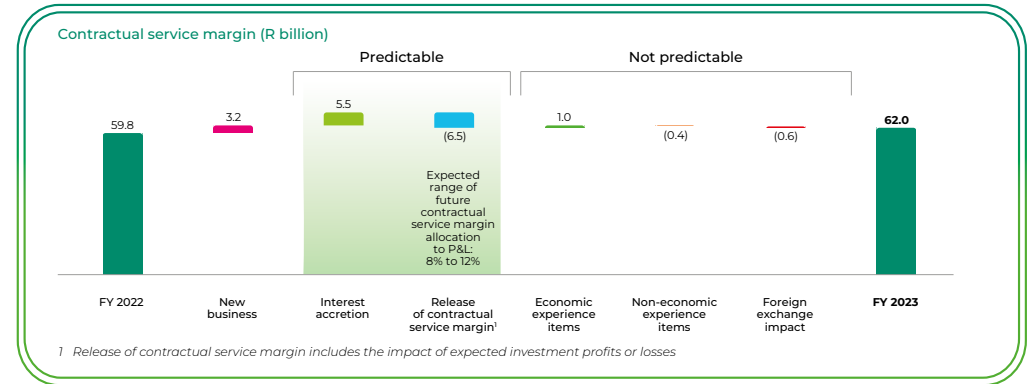 Contractual service margin (R billion)
Predictable
Not predictable
59.8
3.2
5.5
(6.5)
1.0
(0.4)
(0.6)
62.0
Expected
range of
future
contractual
service margin
allocation
to P&L:
8% to 12%
FY 2022
New
business
Interest
accretion
Release
of contractual
service margin¹
Economic
experience
items
Non-economic
experience
items
Foreign
exchange
impact
FY 2023
1 Release of contractual service margin includes the impact of expected investment profits or losses